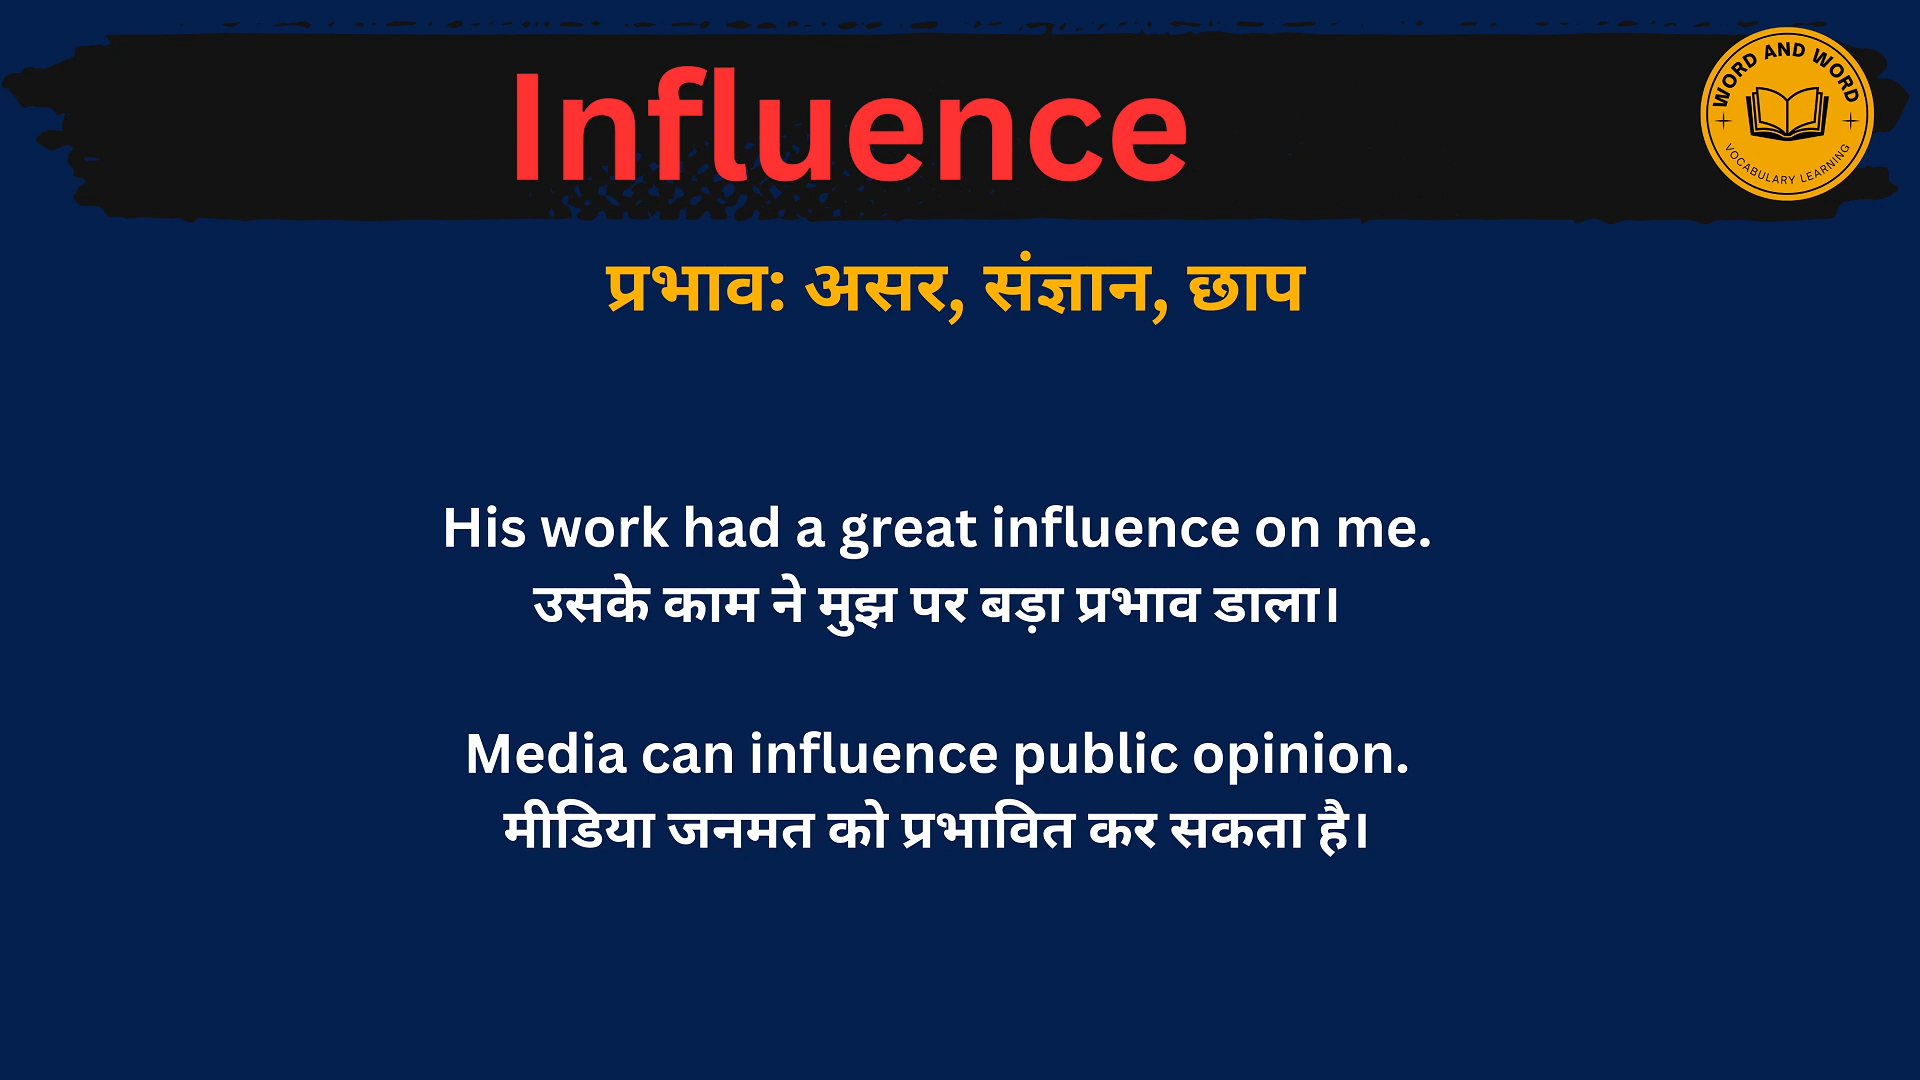 Influence
WORD AND WORD
VOCABULARY LEARNING
प्रभाव: असर, संज्ञान, छाप
His work had a great influence on me.
उसके काम ने मुझ पर बड़ा प्रभाव डाला।
Media can influence public opinion.
मीडिया जनमत को प्रभावित कर सकता है।